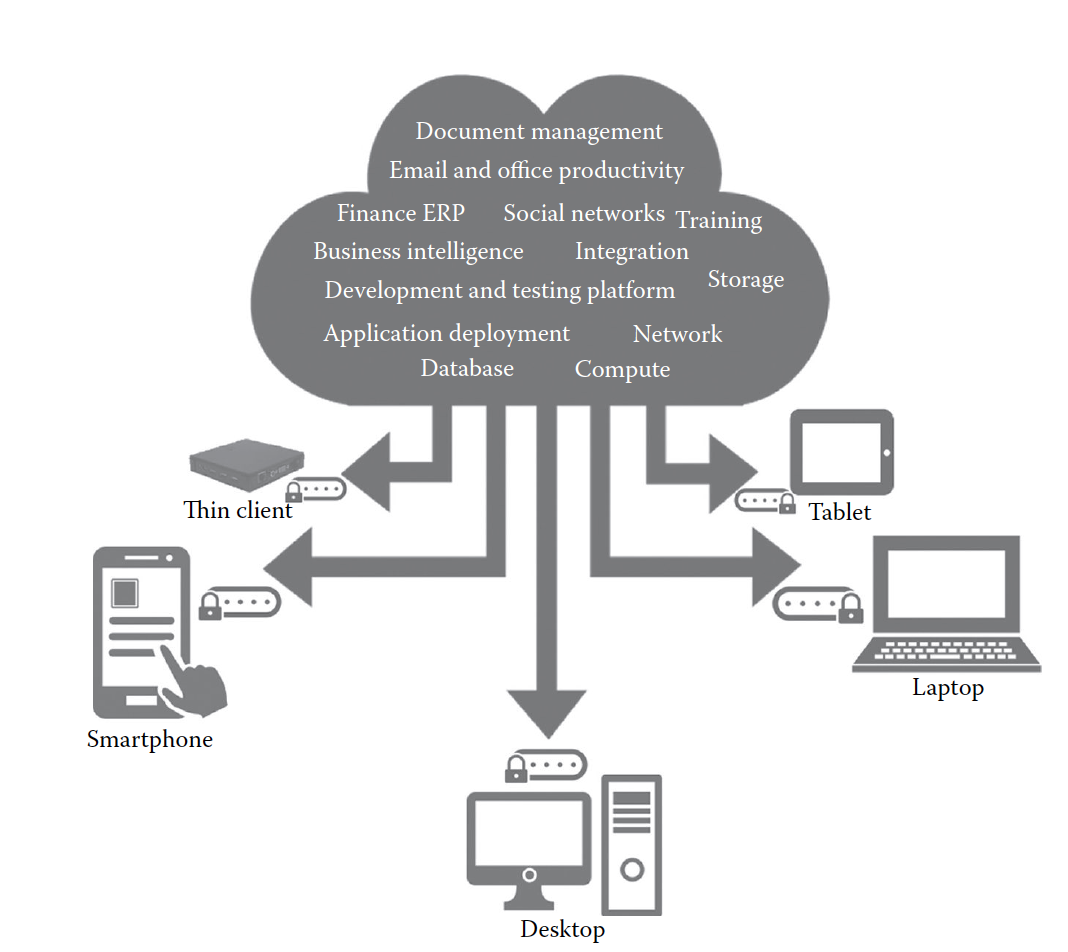 Document management
Email and office productivity
Finance ERP
Social networks
Training
Business intelligence
Integration
Storage
Development and testing platform
Application deployment
Network
Database
Compute
Thin client
Tablet
Smartphone
Laptop
Desktop